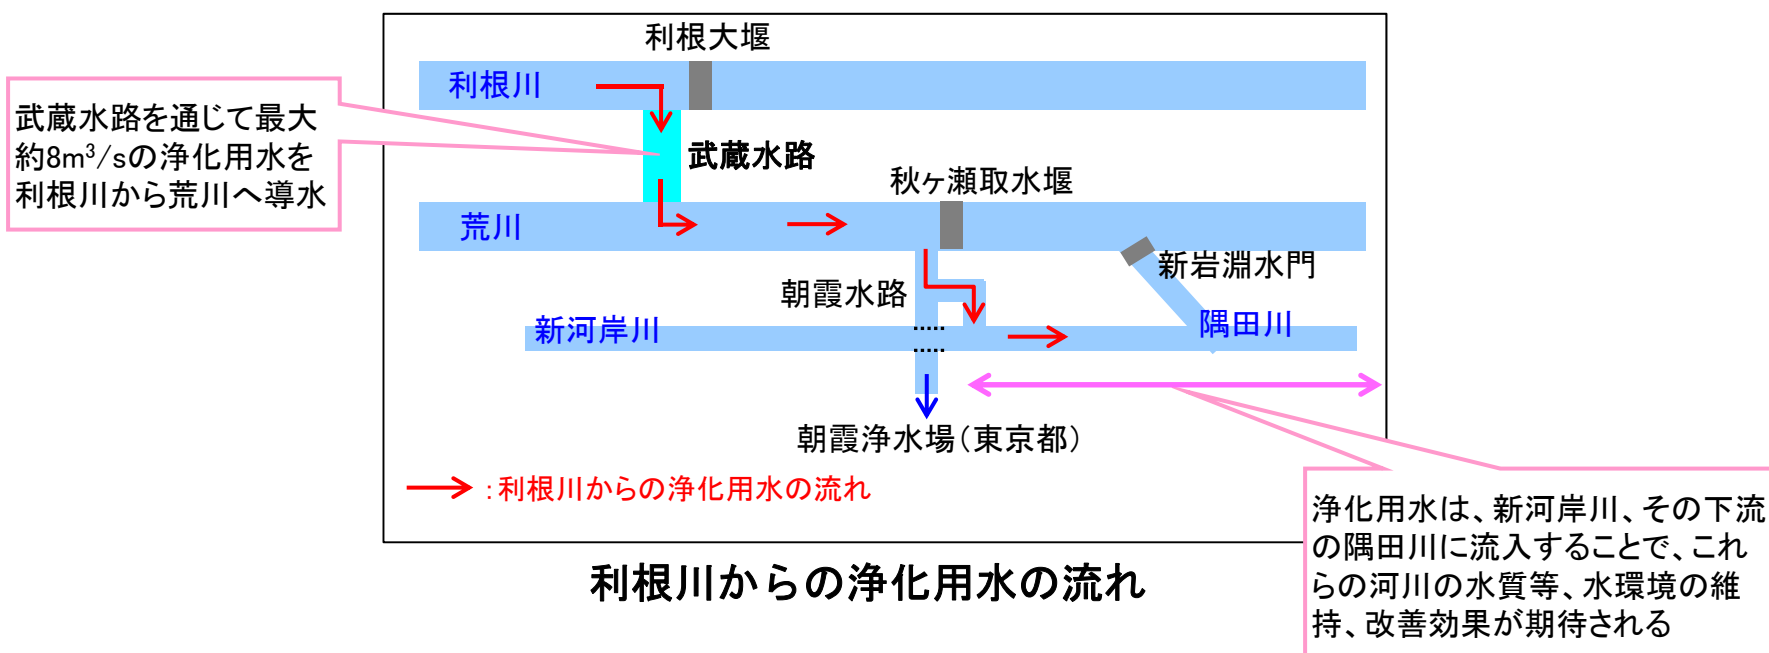 利根大堰
利根川
武蔵水路を通じて最大
約8m³/sの浄化用水を
利根川から荒川へ導水
武蔵水路
秋ヶ瀬取水堰
荒川
新岩淵水門
朝霞水路
新河岸川
隅田川
朝霞浄水場(東京都)
:利根川からの浄化用水の流れ
浄化用水は、新河岸川、その下流
の隅田川に流入することで、これ
らの河川の水質等、水環境の維
持、改善効果が期待される
利根川からの浄化用水の流れ